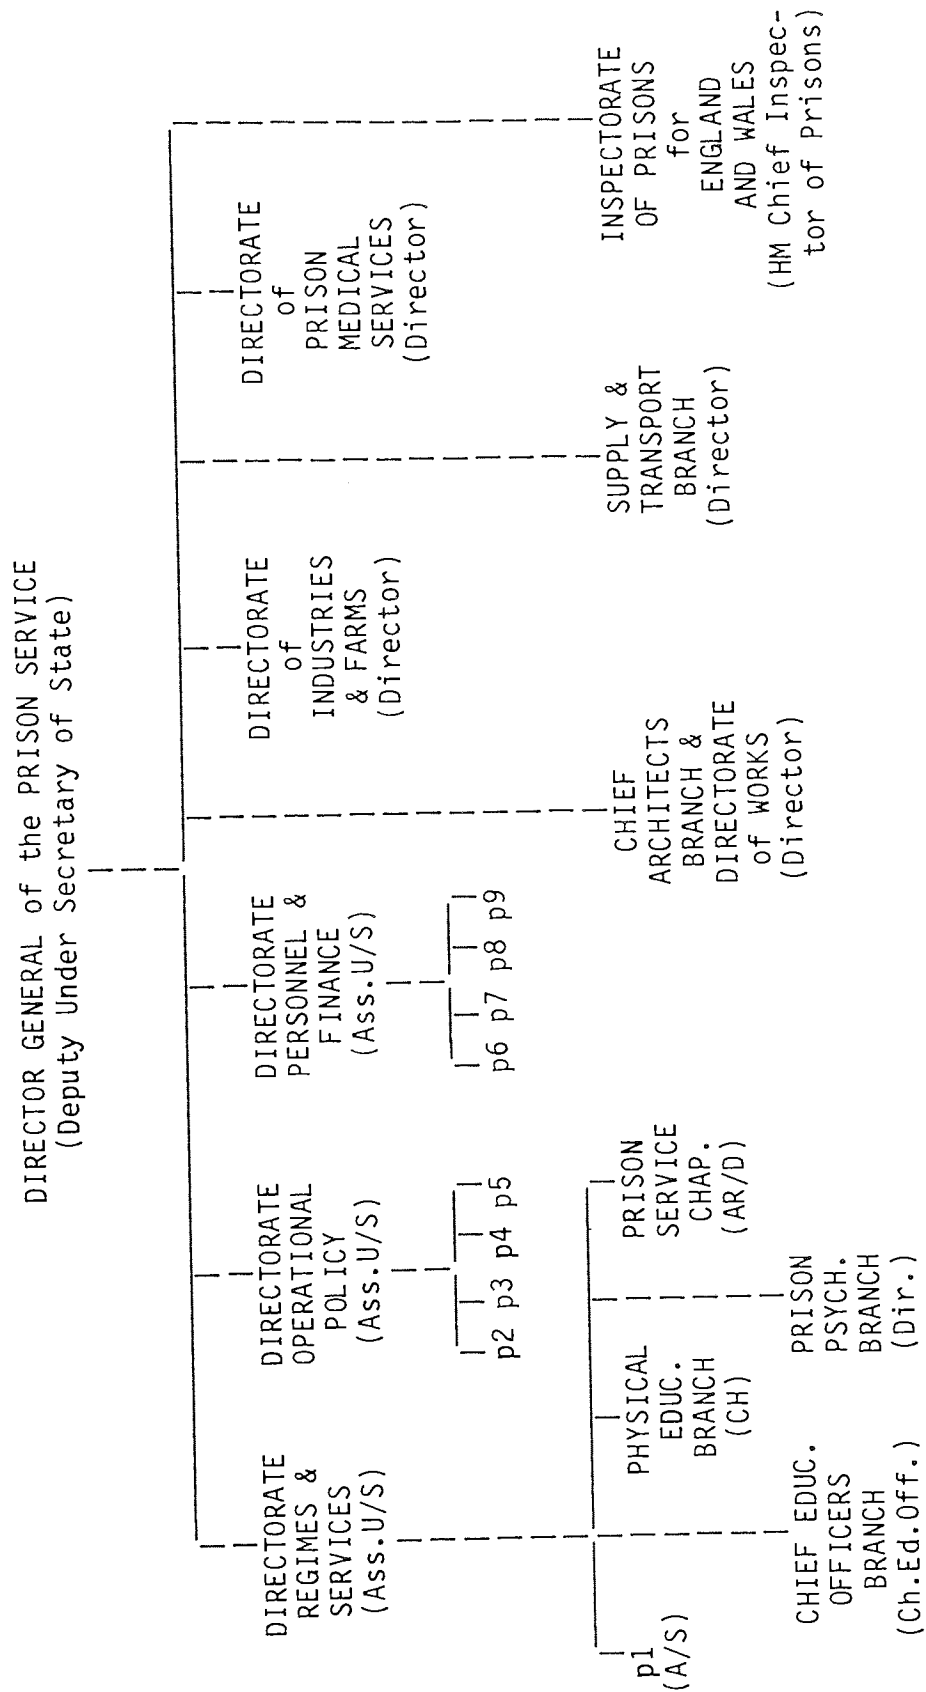 DIRECTOR GENERAL of the PRISON SERVICE
(Deputy Under Secretary of State)
DIRECTORATE
REGIMES &
SERVICES
(Ass.U/S)
DIRECTORATE
OPERATIONAL
POLICY
(Ass.U/S)
DIRECTORATE
PERSONNEL &
FINANCE
(Ass.U/S)
DIRECTORATE
of
INDUSTRIES
& FARMS
(Director)
DIRECTORATE
of
PRISON
MEDICAL
SERVICES
(Director)
p2 p3 p4 p5
p6 p7 p8 p9
CHIEF
ARCHITECTS
BRANCH &
DIRECTORATE
of WORKS
(Director)
SUPPLY &
TRANSPORT
BRANCH
(Director)
INSPECTORATE
OF PRISONS
for
ENGLAND
AND WALES
(HM Chief Inspec-
tor of Prisons)
p1
(A/S)
PHYSICAL
EDUC.
BRANCH
(CH)
PRISON
SERVICE
CHAP.
(AR/D)
CHIEF EDUC.
OFFICERS
BRANCH
(Ch.Ed.Off.)
PRISON
PSYCH.
BRANCH
(Dir.)